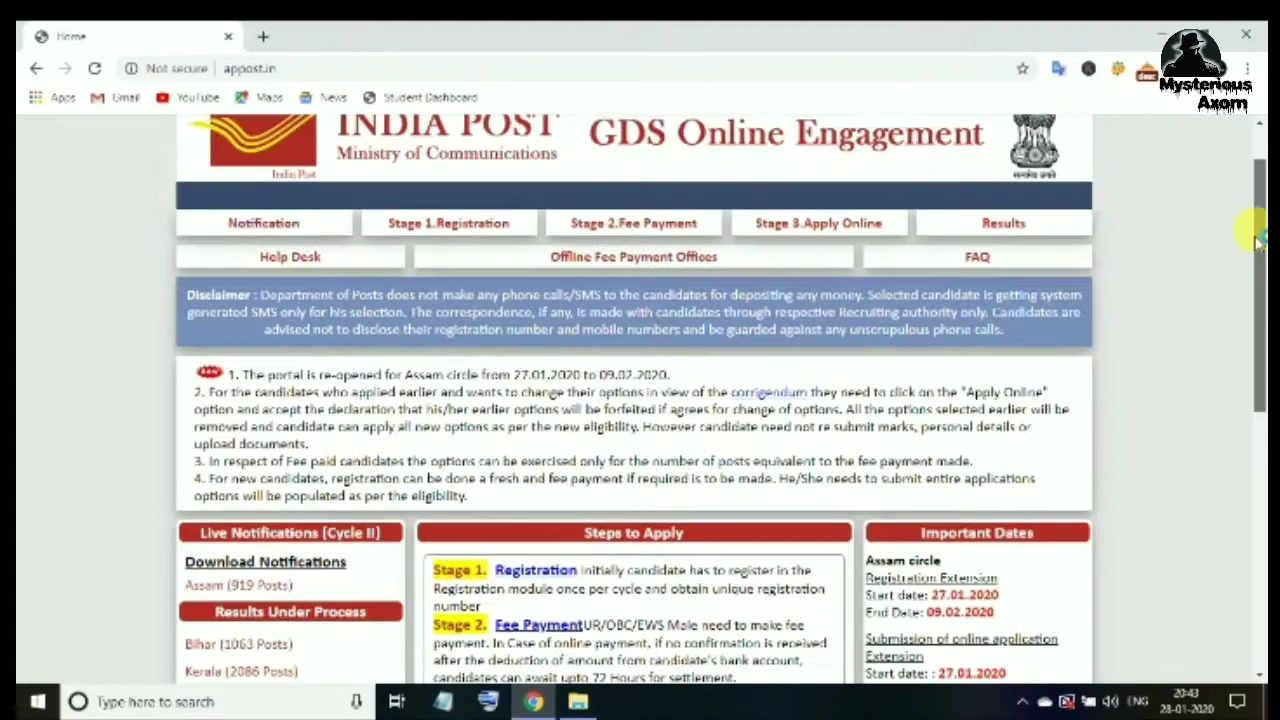 Home
Not secure | appost.in
Apps Gmail YouTube Maps News Student Dashboard
Mysterious
Axom
INDIA POST
Ministry of Communications
India Post
GDS Online Engagement
सत्यमेव जयते
Notification Stage 1.Registration Stage 2.Fee Payment Stage 3.Apply Online Results
Help Desk Offline Fee Payment Offices FAQ
Disclaimer : Department of Posts does not make any phone calls/SMS to the candidates for depositing any money. Selected candidate is getting system
generated SMS only for his selection. The correspondence, if any, is made with candidates through respective Recruiting authority only. Candidates are
advised not to disclose their registration number and mobile numbers and be guarded against any unscrupulous phone calls.
1. The portal is re-opened for Assam circle from 27.01.2020 to 09.02.2020.
2. For the candidates who applied earlier and wants to change their options in view of the corrigendum they need to click on the "Apply Online"
option and accept the declaration that his/her earlier options will be forfeited if agrees for change of options. All the options selected earlier will be
removed and candidate can apply all new options as per the new eligibility. However candidate need not re submit marks, personal details or
upload documents.
3. In respect of Fee paid candidates the options can be exercised only for the number of posts equivalent to the fee payment made.
4. For new candidates, registration can be done a fresh and fee payment if required is to be made. He/She needs to submit entire applications
options will be populated as per the eligibility.
Live Notifications [Cycle II]
Download Notifications
Assam (919 Posts)
Results Under Process
Bihar (1063 Posts)
Kerala (2086 Posts)
Steps to Apply
Stage 1. Registration Initially candidate has to register in the
Registration module once per cycle and obtain unique registration
number
Stage 2. Fee Payment UR/OBC/EWS Male need to make fee
payment. In Case of online payment, if no confirmation is received
after the deduction of amount from candidate's bank account,
candidates can await upto 72 Hours for settlement.
Important Dates
Assam circle
Registration Extension
Start date: 27.01.2020
End Date: 09.02.2020
Submission of online application
Extension
Start date: : 27.01.2020
Type here to search
ENG
20:43
28-01-2020